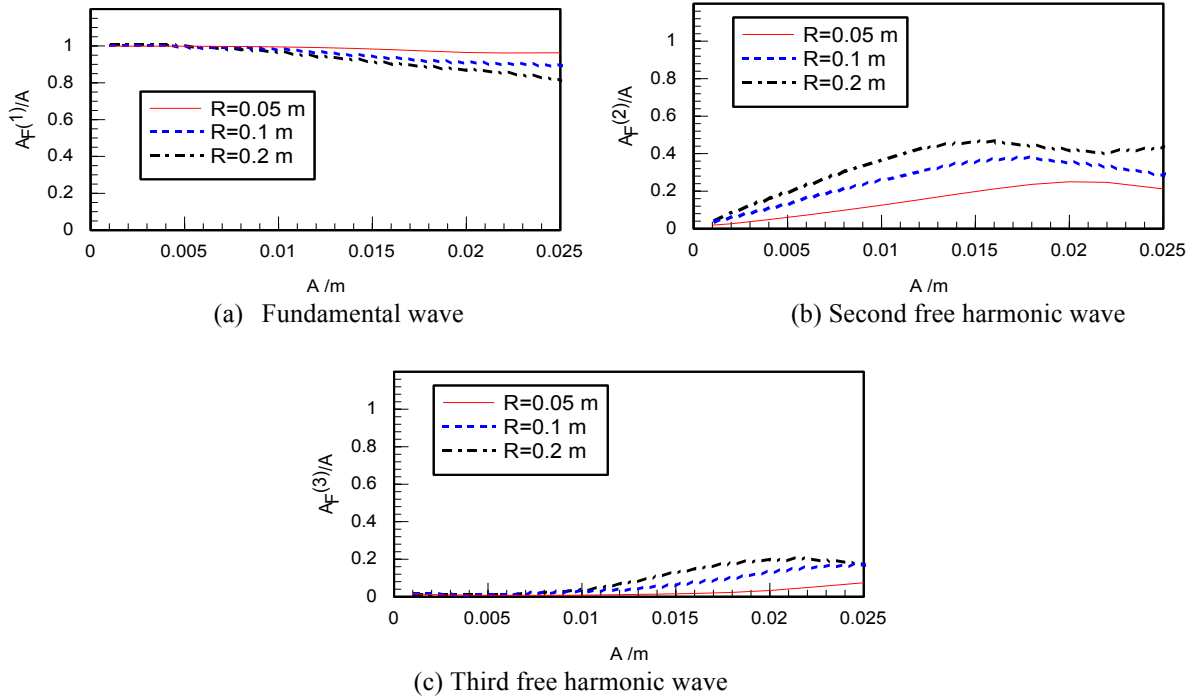 1
0.8
0.6
0.4
0.2
0
A_F^(1)/A
R=0.05 m
R=0.1 m
R=0.2 m
0 0.005 0.01 0.015 0.02 0.025
A /m
(a) Fundamental wave
1
0.8
0.6
0.4
0.2
0
A_F^(2)/A
R=0.05 m
R=0.1 m
R=0.2 m
0 0.005 0.01 0.015 0.02 0.025
A /m
(b) Second free harmonic wave
1
0.8
0.6
0.4
0.2
0
A_F^(3)/A
R=0.05 m
R=0.1 m
R=0.2 m
0 0.005 0.01 0.015 0.02 0.025
A /m
(c) Third free harmonic wave